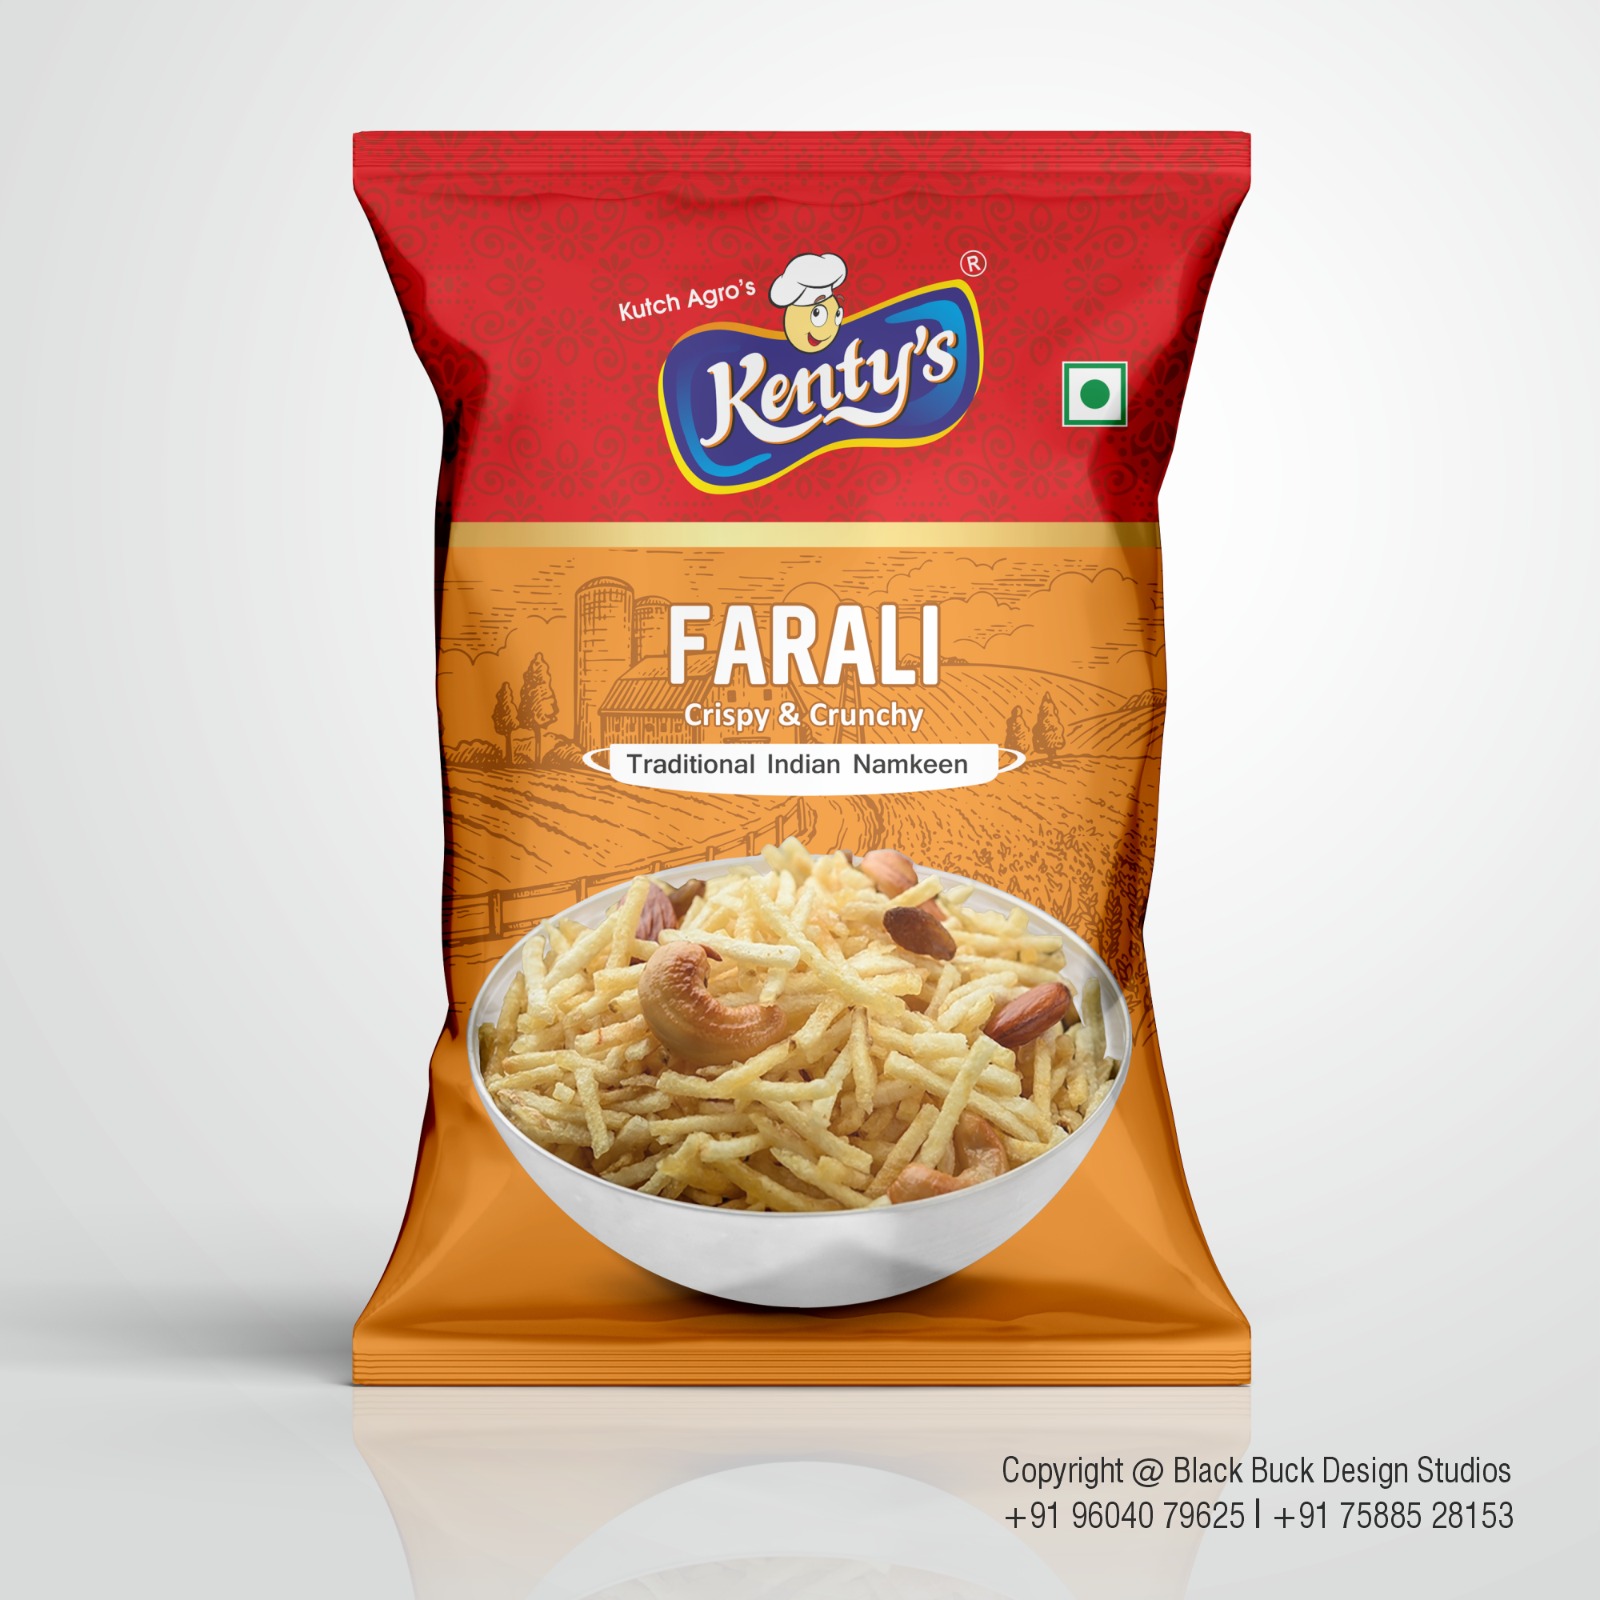 Kutch Agro's
®
Kenty's
FARALI
Crispy & Crunchy
Traditional Indian Namkeen
Copyright @ Black Buck Design Studios
+91 96040 79625 | +91 75885 28153